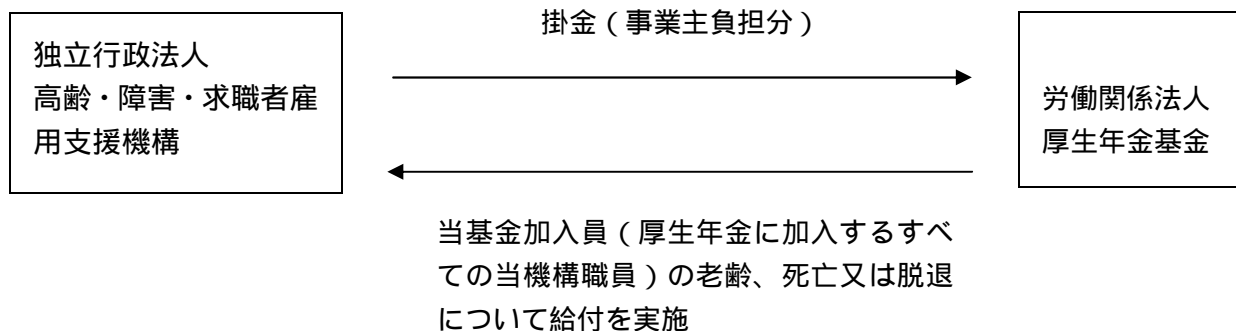 掛金（事業主負担分）
独立行政法人
高齢・障害・求職者雇
用支援機構
労働関係法人
厚生年金基金
当基金加入員（厚生年金に加入するすべ
ての当機構職員）の老齢、死亡又は脱退
について給付を実施